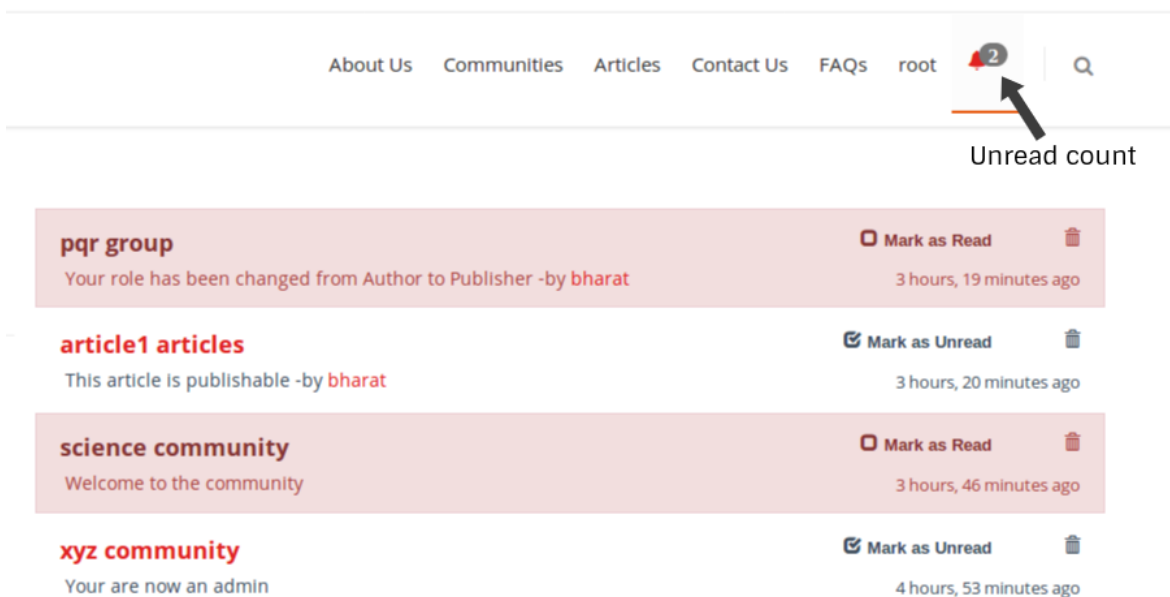 About Us Communities Articles Contact Us FAQs root 2
Unread count
pqr group Mark as Read
Your role has been changed from Author to Publisher -by bharat 3 hours, 19 minutes ago
article1 articles Mark as Unread
This article is publishable -by bharat 3 hours, 20 minutes ago
science community Mark as Read
Welcome to the community 3 hours, 46 minutes ago
xyz community Mark as Unread
Your are now an admin 4 hours, 53 minutes ago